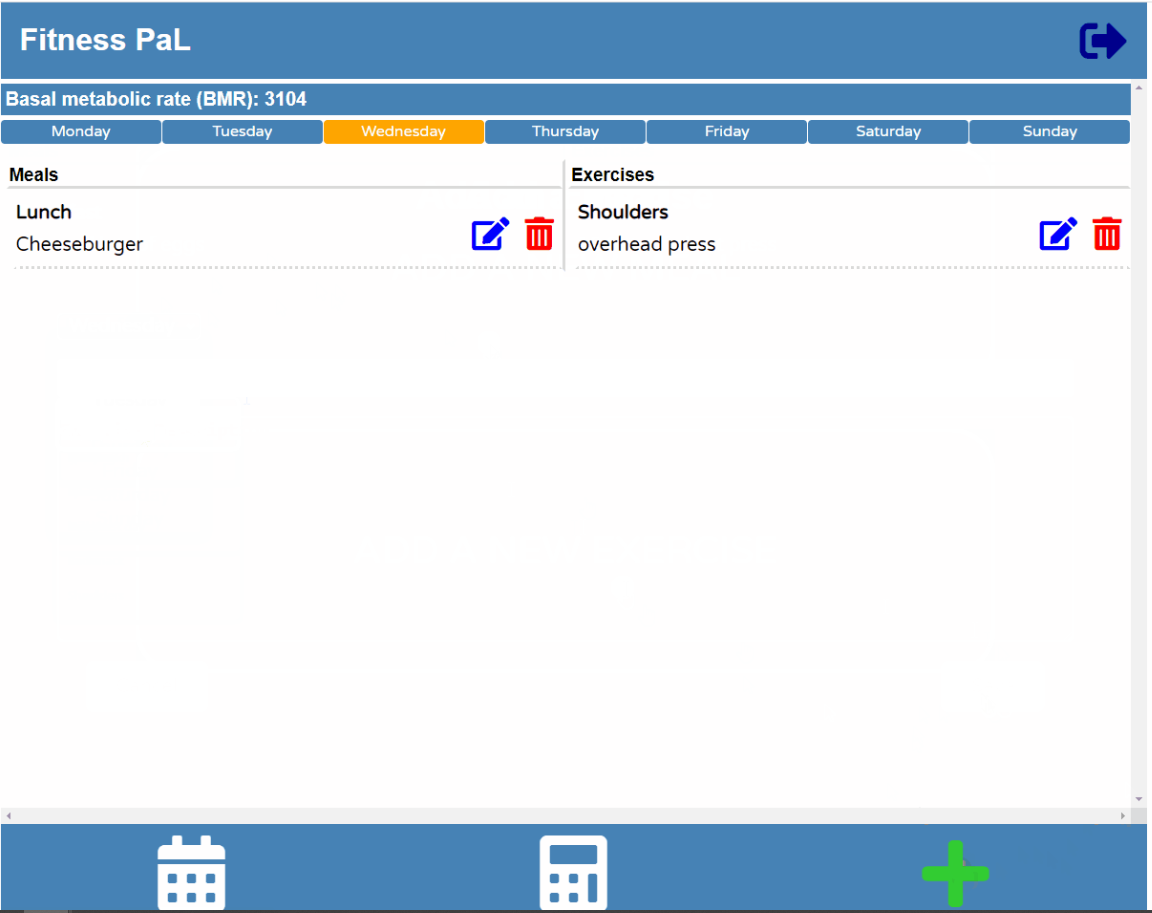 Fitness PaL
Basal metabolic rate (BMR): 3104
Monday Tuesday Wednesday Thursday Friday Saturday Sunday
Meals
Lunch
Cheeseburger
Exercises
Shoulders
overhead press